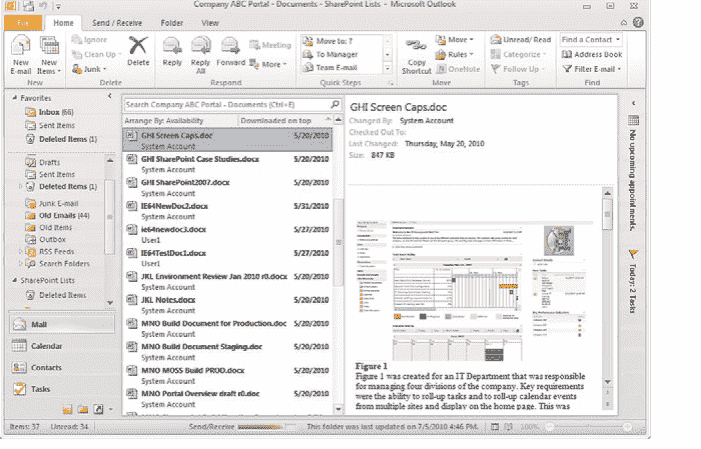 Company ABC Portal - Documents - SharePoint Lists - Microsoft Outlook
File Home Send / Receive Folder View
New E-mail
New Items
New
Ignore
Clean Up
Junk
Delete
Delete
Reply
Reply All
Forward
Meeting
More
Respond
Move to: ?
To Manager
Team E-mail
Quick Steps
Copy Shortcut
Move
Rules
OneNote
Move
Unread/ Read
Categorize
Follow Up
Tags
Find a Contact
Address Book
Filter E-mail
Find
Favorites
Inbox (66)
Sent Items
Deleted Items (1)
Drafts
Sent Items
Deleted Items (1)
Junk E-mail
Old Emails (44)
Old Items
Outbox
RSS Feeds
Search Folders
SharePoint Lists
Deleted Items
Mail
Calendar
Contacts
Tasks
Search Company ABC Portal - Documents (Ctrl+E)
Arrange By: Availability Downloaded on top
GHI Screen Caps.doc 5/20/2010
System Account
GHI SharePoint Case Studies.docx 5/20/2010
System Account
GHI SharePoint2007.docx 5/20/2010
System Account
IE64NewDoc2.docx 5/31/2010
System Account
ie64newdoc3.docx 5/27/2010
User1
IE64TestDoc1.docx 5/27/2010
User1
JKL Environment Review Jan 2010 r0.docx 5/20/2010
System Account
JKL Notes.docx 5/20/2010
System Account
MNO Build Document for Production.doc 5/20/2010
System Account
MNO Build Document Staging.doc 5/20/2010
System Account
MNO MOSS Build PROD.doc 5/20/2010
System Account
MNO Portal Overview draft r0.doc 5/20/2010
System Account
GHI Screen Caps.doc
Changed By: System Account
Checked Out To:
Last Changed: Thursday, May 20, 2010
Size: 847 KB
Figure 1
Figure 1 was created for an IT Department that was responsible
for managing four divisions of the company. Key requirements
were the ability to roll-up tasks and to roll-up calendar events
from multiple sites and display on the home page. This was
No upcoming appointments.
Today: 2 Tasks
Items: 37 Unread: 34 Send/Receive This folder was last updated on 7/5/2010 4:46 PM. 100%